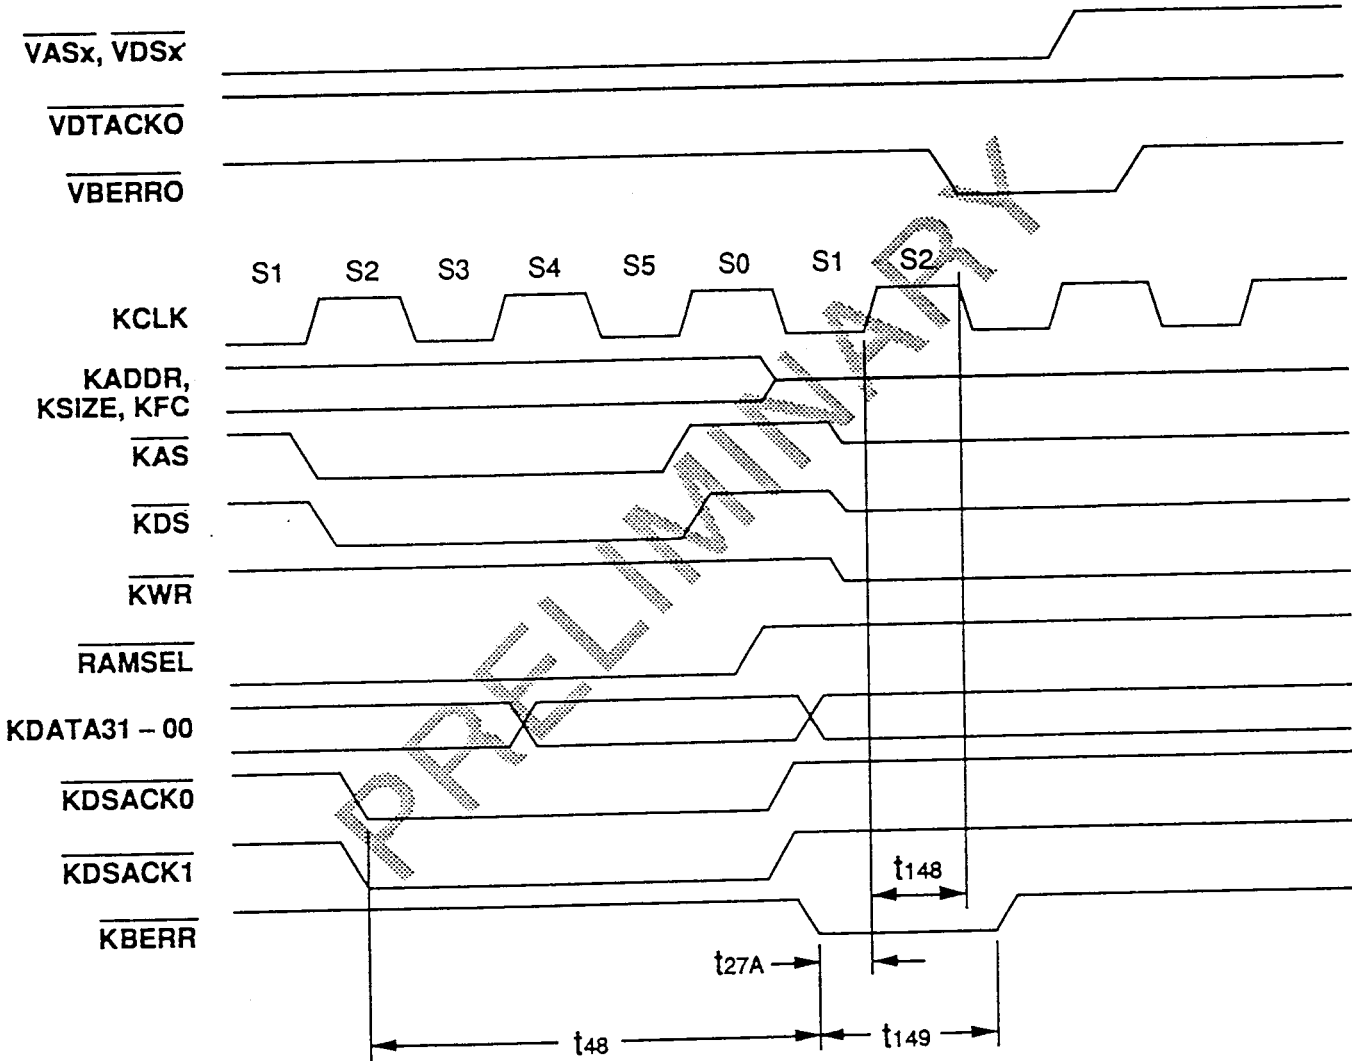 VASx, VDSx
VDTACKO
VBERRO
S1 S2 S3 S4 S5 S0 S1 S2
KCLK
KADDR,
KSIZE, KFC
KAS
KDS
KWR
RAMSEL
KDATA31 – 00
KDSACK0
KDSACK1
t148
KBERR
t27A
t48
t149
PRELIMINARY